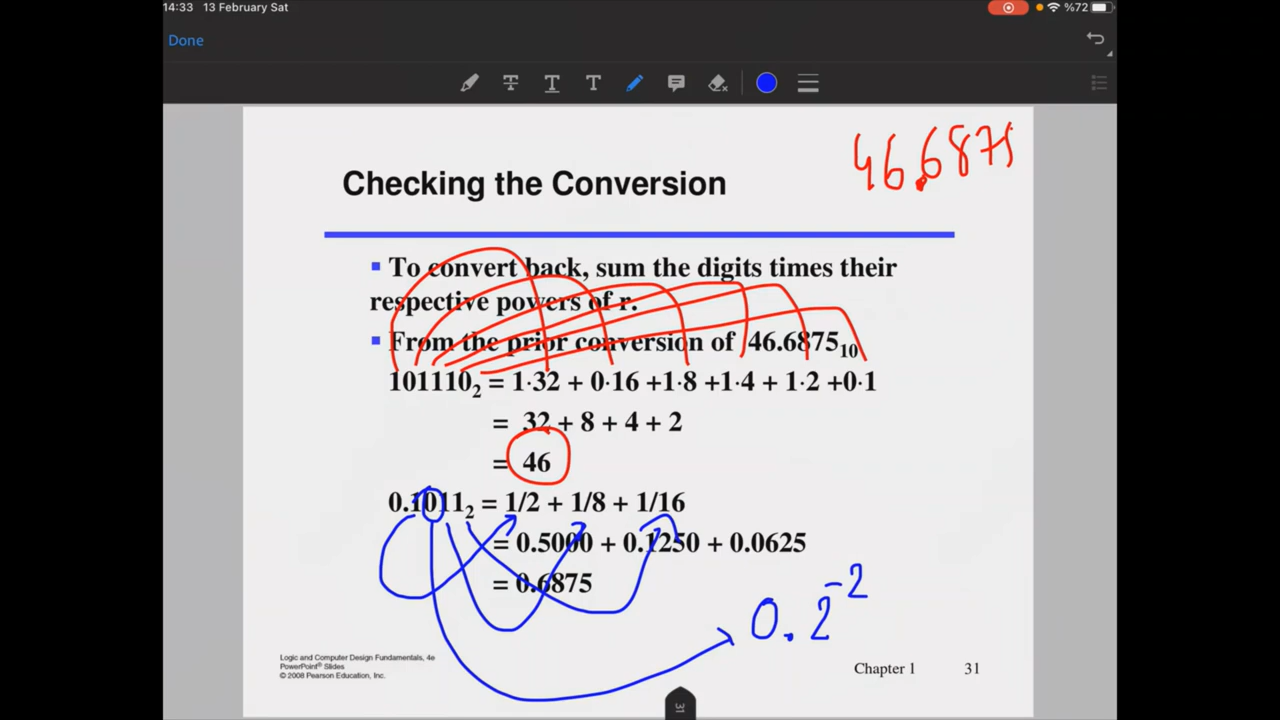 14:33 13 February Sat %72
Done
46.6875
Checking the Conversion
To convert back, sum the digits times their
respective powers of r.
From the prior conversion of 46.6875₁₀
101110₂ = 1·32 + 0·16 +1·8 +1·4 + 1·2 +0·1
= 32 + 8 + 4 + 2
= 46
0.1011₂ = 1/2 + 1/8 + 1/16
= 0.5000 + 0.1250 + 0.0625
= 0.6875
0.2⁻²
Logic and Computer Design Fundamentals, 4e
PowerPoint® Slides
© 2008 Pearson Education, Inc.
Chapter 1 31
31